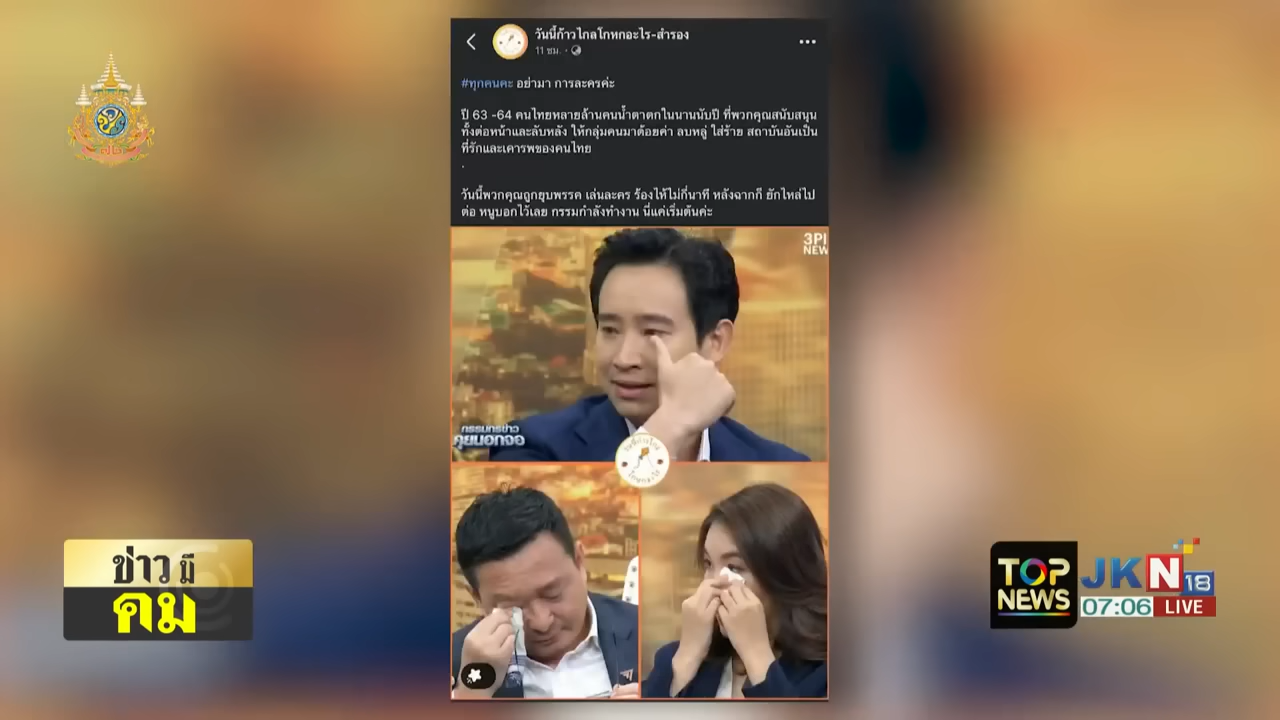 วันนี้ก้าวไกลโกหกอะไร-สำรอง
11 ชม.
#ทุกคนคะ อย่ามา การละครค่ะ
ปี 63 -64 คนไทยหลายล้านคนน้ำตาตกในนานนับปี ที่พวกคุณสนับสนุน
ทั้งต่อหน้าและลับหลัง ให้กลุ่มคนมาด้อยค่า ลบหลู่ ใส่ร้าย สถาบันอันเป็น
ที่รักและเคารพของคนไทย
.
วันนี้พวกคุณถูกยุบพรรค เล่นละคร ร้องไห้ไม่กี่นาที หลังฉากก็ ยักไหล่ไป
ต่อ หนูบอกไว้เลย กรรมกำลังทำงาน นี่แค่เริ่มต้นค่ะ
3PI
NEW
กรรมกรข่าว
คุยนอกจอ
ข่าว มี
คม
TOP
NEWS
JKN
18
07:06 LIVE